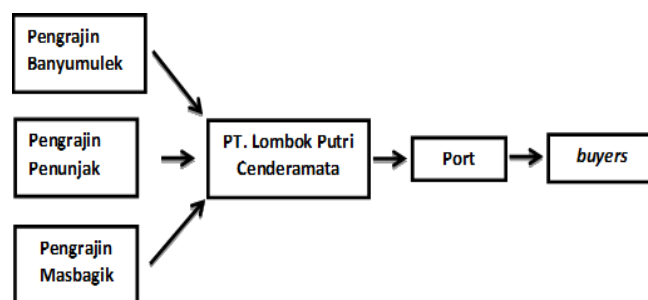 Pengrajin
Banyumulek
Pengrajin
Penunjak
Pengrajin
Masbagik
PT. Lombok Putri
Cenderamata
Port
buyers